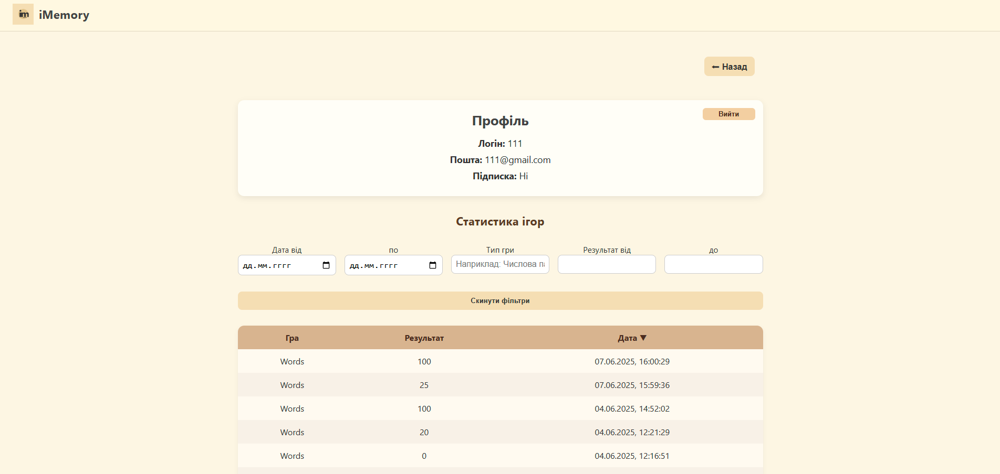 im iMemory
← Назад
Вийти
Профіль
Логін: 111
Пошта: 111@gmail.com
Підписка: Ні
Статистика ігор
Дата від по Тип гри Результат від до
дд.мм.гггг дд.мм.гггг Наприклад: Числова па
Скинути фільтри
Гра Результат Дата ▼
Words 100 07.06.2025, 16:00:29
Words 25 07.06.2025, 15:59:36
Words 100 04.06.2025, 14:52:02
Words 20 04.06.2025, 12:21:29
Words 0 04.06.2025, 12:16:51